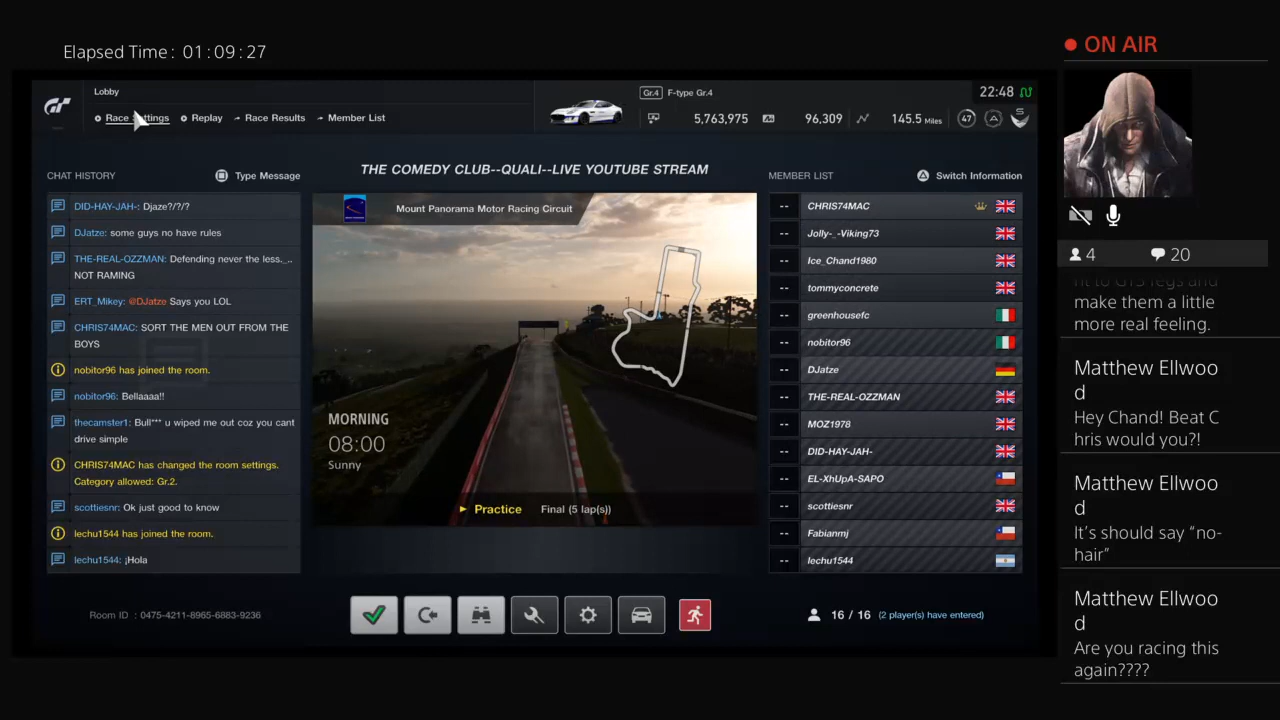 Elapsed Time: 01:09:27
ON AIR
Lobby
Race Settings
Replay
Race Results
Member List
Gr.4 F-type Gr.4
22:48
5,763,975
96,309
145.5 Miles
47
A
S
4
20
CHAT HISTORY
Type Message
THE COMEDY CLUB--QUALI--LIVE YOUTUBE STREAM
MEMBER LIST
Switch Information
DID-HAY-JAH-: Djaze?/?/?
DJatze: some guys no have rules
THE-REAL-OZZMAN: Defending never the less._..
NOT RAMING
ERT_Mikey: @DJatze Says you LOL
CHRIS74MAC: SORT THE MEN OUT FROM THE
BOYS
nobitor96 has joined the room.
nobitor96: Bellaaaa!!
thecamster1: Bull*** u wiped me out coz you cant
drive simple
CHRIS74MAC has changed the room settings.
Category allowed: Gr.2.
scottiesnr: Ok just good to know
lechu1544 has joined the room.
lechu1544: ¡Hola
Mount Panorama Motor Racing Circuit
MORNING
08:00
Sunny
Practice
Final (5 lap(s))
-- CHRIS74MAC
-- Jolly-_-Viking73
-- Ice_Chand1980
-- tommyconcrete
-- greenhousefc
-- nobitor96
-- DJatze
-- THE-REAL-OZZMAN
-- MOZ1978
-- DID-HAY-JAH-
-- EL-XhUpA-SAPO
-- scottiesnr
-- Fabianmj
-- lechu1544
Room ID : 0475-4211-8965-6883-9236
16 / 16 (2 player(s) have entered)
make them a little
more real feeling.
Matthew Ellwoo
d
Hey Chand! Beat C
hris would you?!
Matthew Ellwoo
d
It's should say "no-
hair"
Matthew Ellwoo
d
Are you racing this
again????